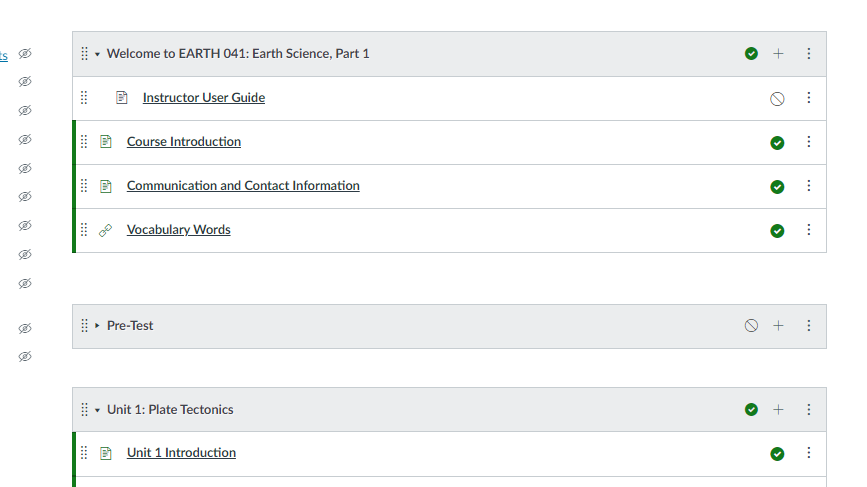 ts
Welcome to EARTH 041: Earth Science, Part 1
Instructor User Guide
Course Introduction
Communication and Contact Information
Vocabulary Words
Pre-Test
Unit 1: Plate Tectonics
Unit 1 Introduction